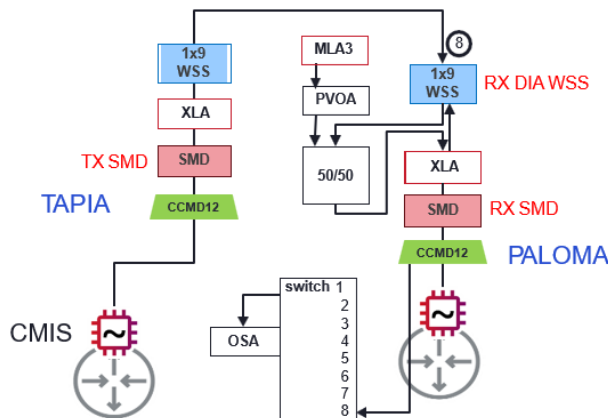 8
1x9
WSS
MLA3
1x9
WSS
RX DIA WSS
PVOA
XLA
TX SMD
SMD
50/50
XLA
TAPIA
CCMD12
SMD
RX SMD
CCMD12
PALOMA
switch 1
2
3
4
5
6
7
8
CMIS
OSA